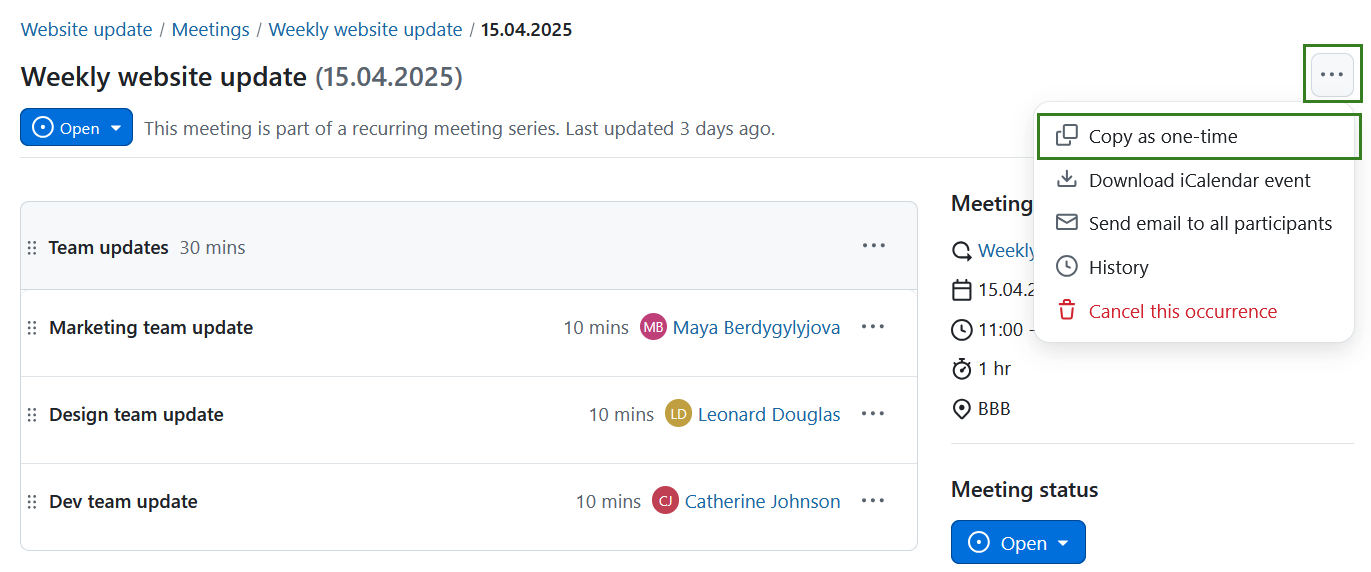 Website update / Meetings / Weekly website update / 15.04.2025
Weekly website update (15.04.2025)
Open This meeting is part of a recurring meeting series. Last updated 3 days ago.
Copy as one-time
Download iCalendar event
Send email to all participants
History
Cancel this occurrence
Team updates 30 mins
Marketing team update 10 mins MB Maya Berdygylyjova
Design team update 10 mins LD Leonard Douglas
Dev team update 10 mins CJ Catherine Johnson
Meeting
Weekly
15.04.2
11:00 -
1 hr
BBB
Meeting status
Open